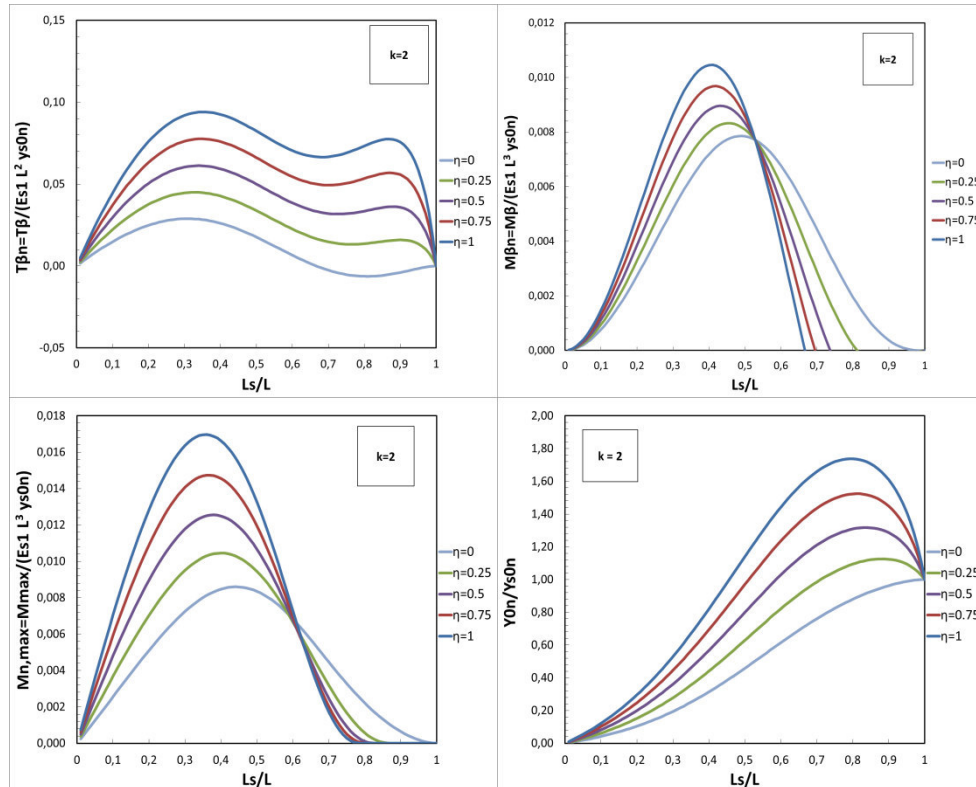 0,15
0,10
0,05
0,00
-0,05
0 0,1 0,2 0,3 0,4 0,5 0,6 0,7 0,8 0,9 1
Tβn=Tβ/(Es1 L² ys0n)
Ls/L
k=2
η=0
η=0.25
η=0.5
η=0.75
η=1
0,012
0,010
0,008
0,006
0,004
0,002
0,000
0 0,1 0,2 0,3 0,4 0,5 0,6 0,7 0,8 0,9 1
Mβn=Mβ/(Es1 L³ ys0n)
Ls/L
k=2
η=0
η=0.25
η=0.5
η=0.75
η=1
0,018
0,016
0,014
0,012
0,010
0,008
0,006
0,004
0,002
0,000
0 0,1 0,2 0,3 0,4 0,5 0,6 0,7 0,8 0,9 1
Mn,max=Mmax/(Es1 L³ ys0n)
Ls/L
k=2
η=0
η=0.25
η=0.5
η=0.75
η=1
2,00
1,80
1,60
1,40
1,20
1,00
0,80
0,60
0,40
0,20
0,00
0 0,1 0,2 0,3 0,4 0,5 0,6 0,7 0,8 0,9 1
Y0n/Ys0n
Ls/L
k = 2
η=0
η=0.25
η=0.5
η=0.75
η=1